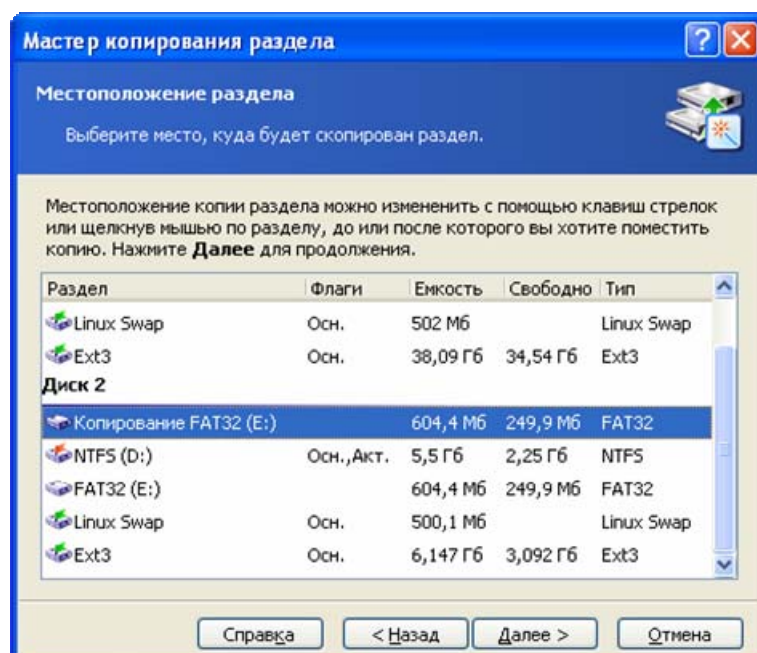 Мастер копирования раздела
Местоположение раздела
Выберите место, куда будет скопирован раздел.
Местоположение копии раздела можно измененить с помощью клавиш стрелок
или щелкнув мышью по разделу, до или после которого вы хотите поместить
копию. Нажмите Далее для продолжения.
Раздел Флаги Емкость Свободно Тип
Linux Swap Осн. 502 Мб Linux Swap
Ext3 Осн. 38,09 Гб 34,54 Гб Ext3
Диск 2
Копирование FAT32 (E:) 604,4 Мб 249,9 Мб FAT32
NTFS (D:) Осн.,Акт. 5,5 Гб 2,25 Гб NTFS
FAT32 (E:) 604,4 Мб 249,9 Мб FAT32
Linux Swap Осн. 500,1 Мб Linux Swap
Ext3 Осн. 6,147 Гб 3,092 Гб Ext3
Справка < Назад Далее > Отмена